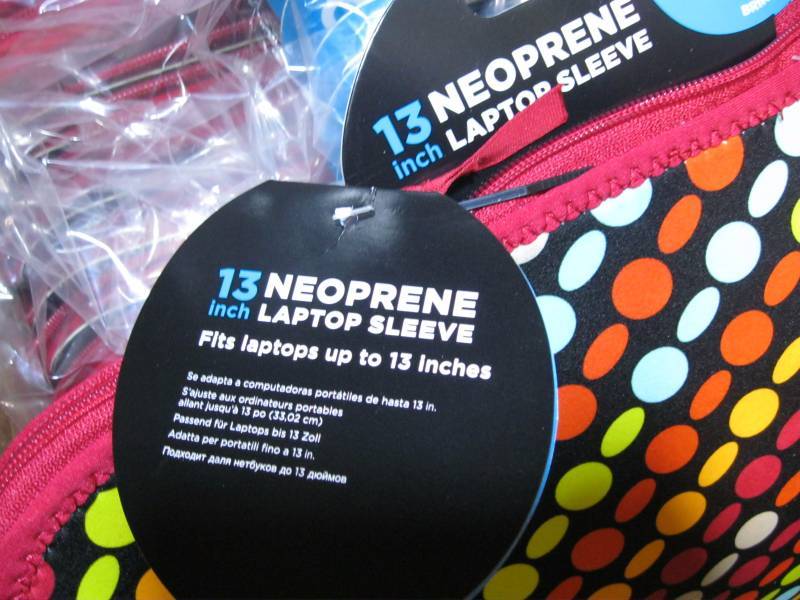 13 NEOPRENE
inch LAPTOP SLEEVE
13 NEOPRENE
inch LAPTOP SLEEVE
Fits laptops up to 13 inches
Se adapta a computadoras portátiles de hasta 13 in.
S'ajuste aux ordinateurs portables
allant jusqu'à 13 po (33,02 cm)
Passend für Laptops bis 13 Zoll
Adatta per portatili fino a 13 in.
Подходит даля нетбуков до 13 дюймов